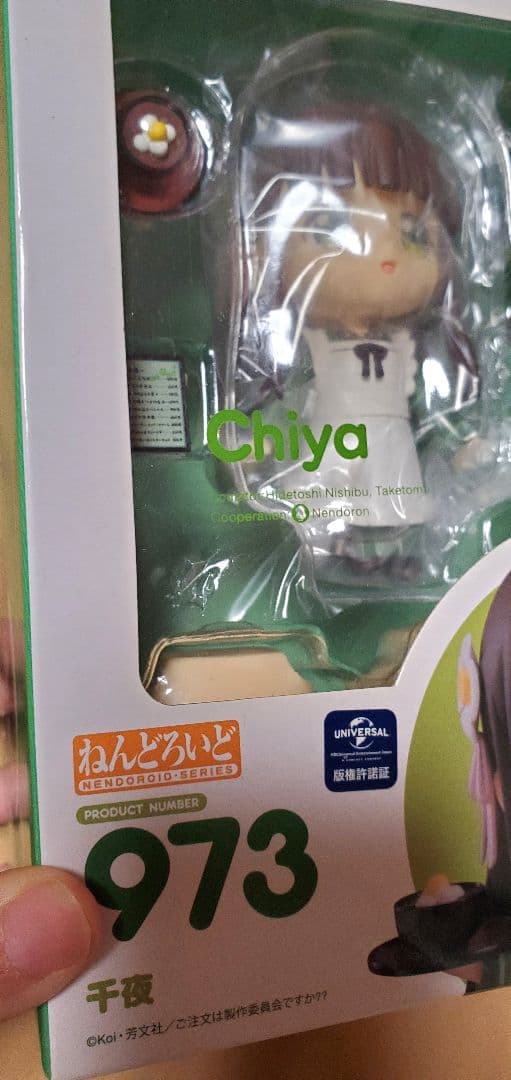 Chiya
Hidetoshi Nishibu, Taketomi
Cooperation: Nendoron
ねんどろいど
NENDOROID·SERIES
UNIVERSAL
版権許諾証
PRODUCT NUMBER
973
千夜
©Koi・芳文社／ご注文は製作委員会ですか??